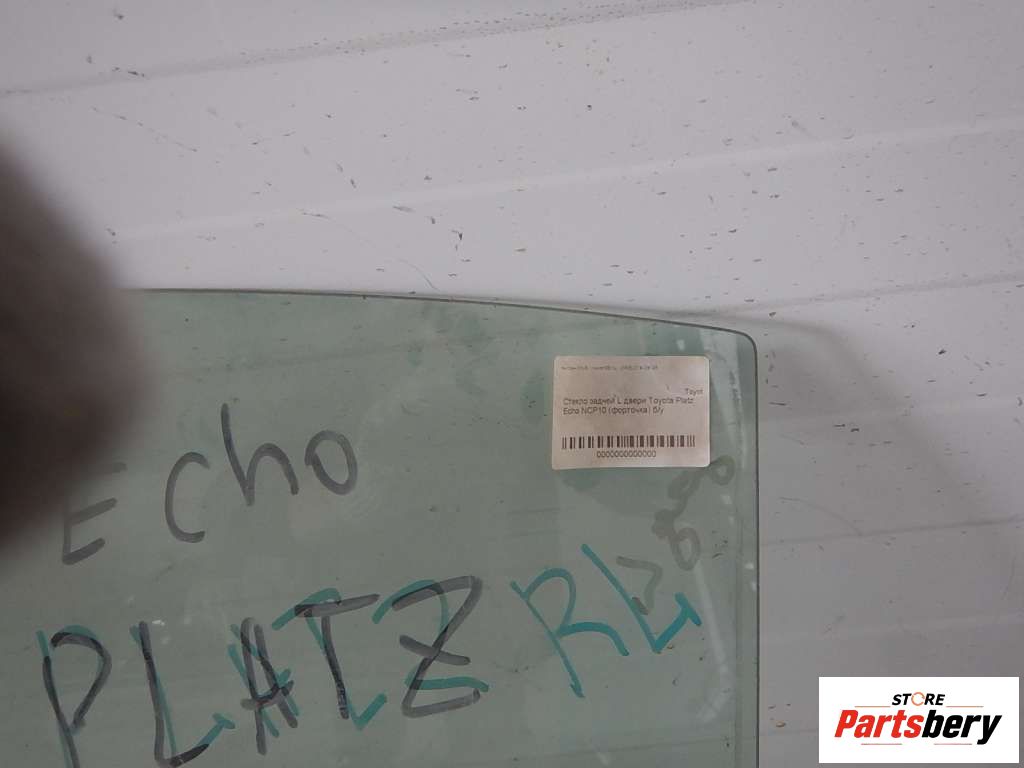 Toyot
Стекло задней L двери Toyota Platz,
Echo NCP10 (форточка) б/у
0000000000000
Echo
PLATZ RL
STORE
Partsbery